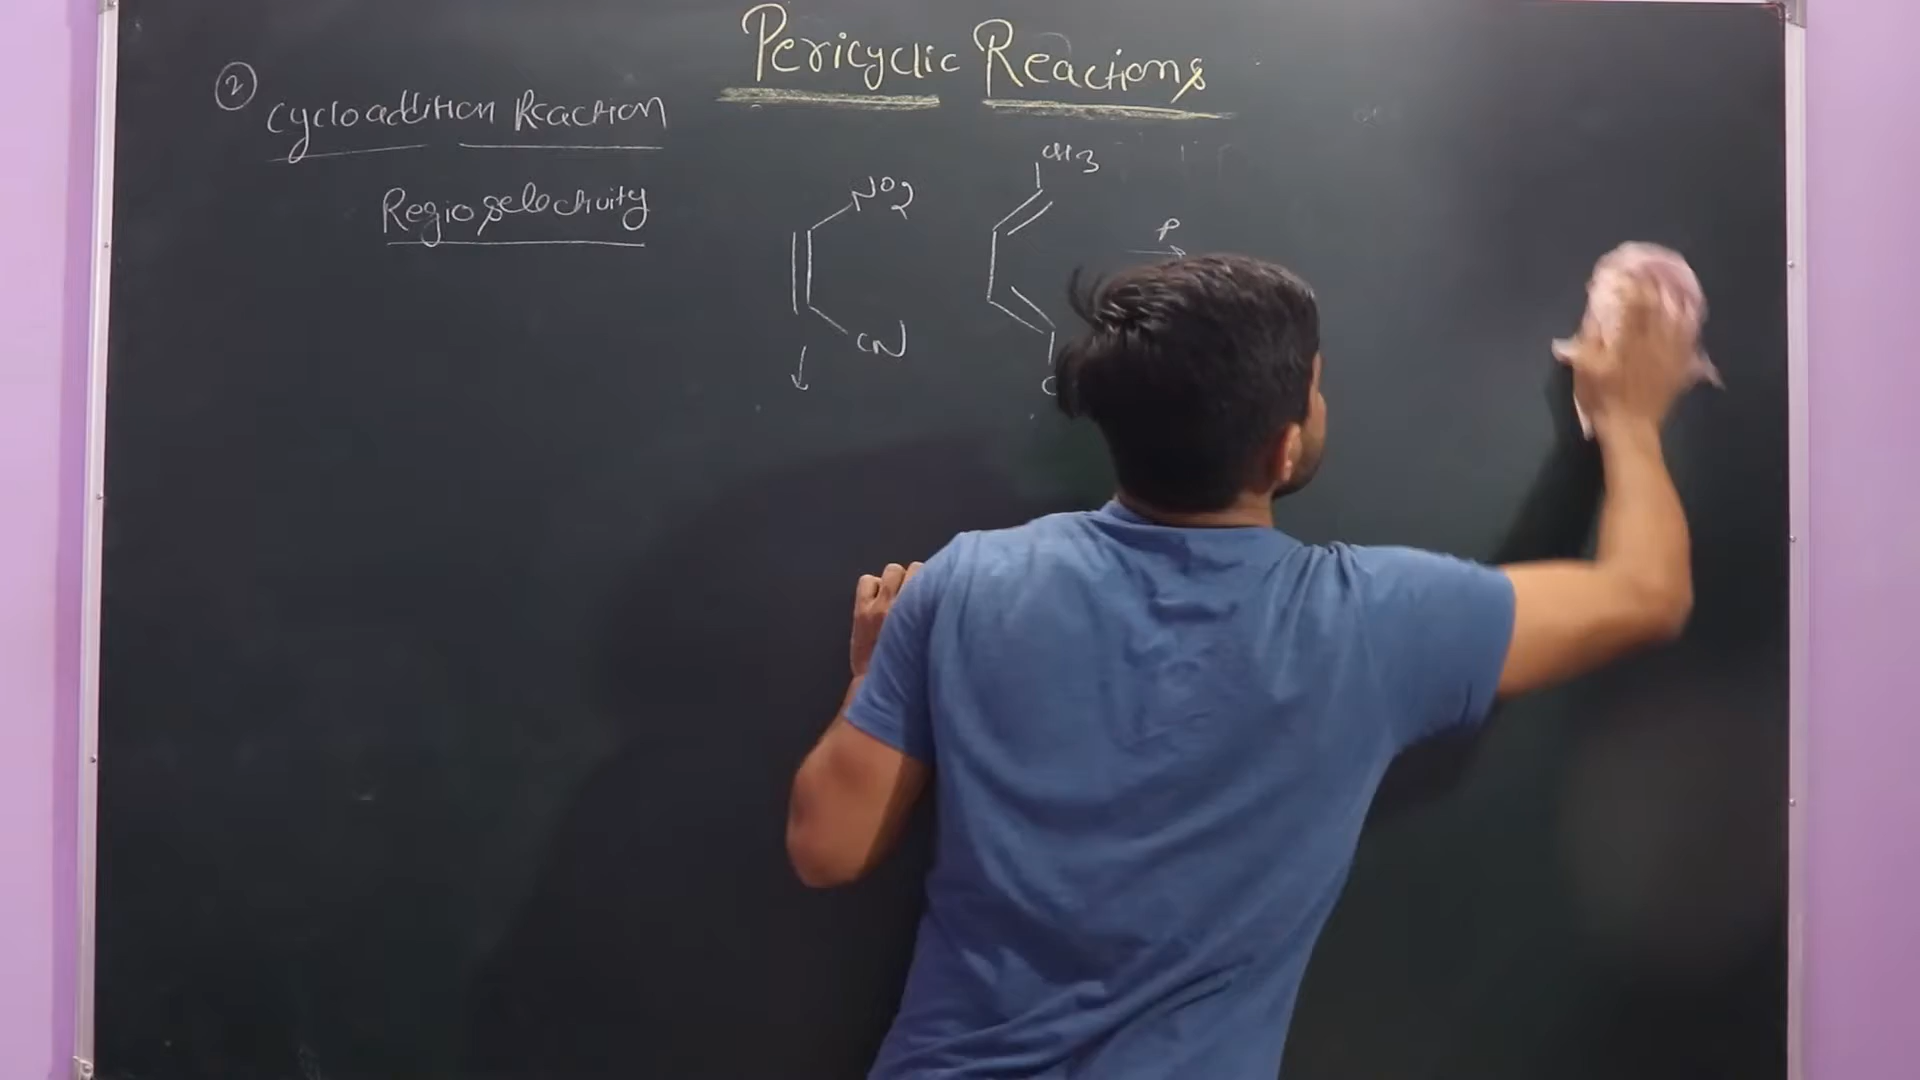 Pericyclic Reactions
② Cycloaddition Reaction
Regioselectivity
NO2
CH3
CN